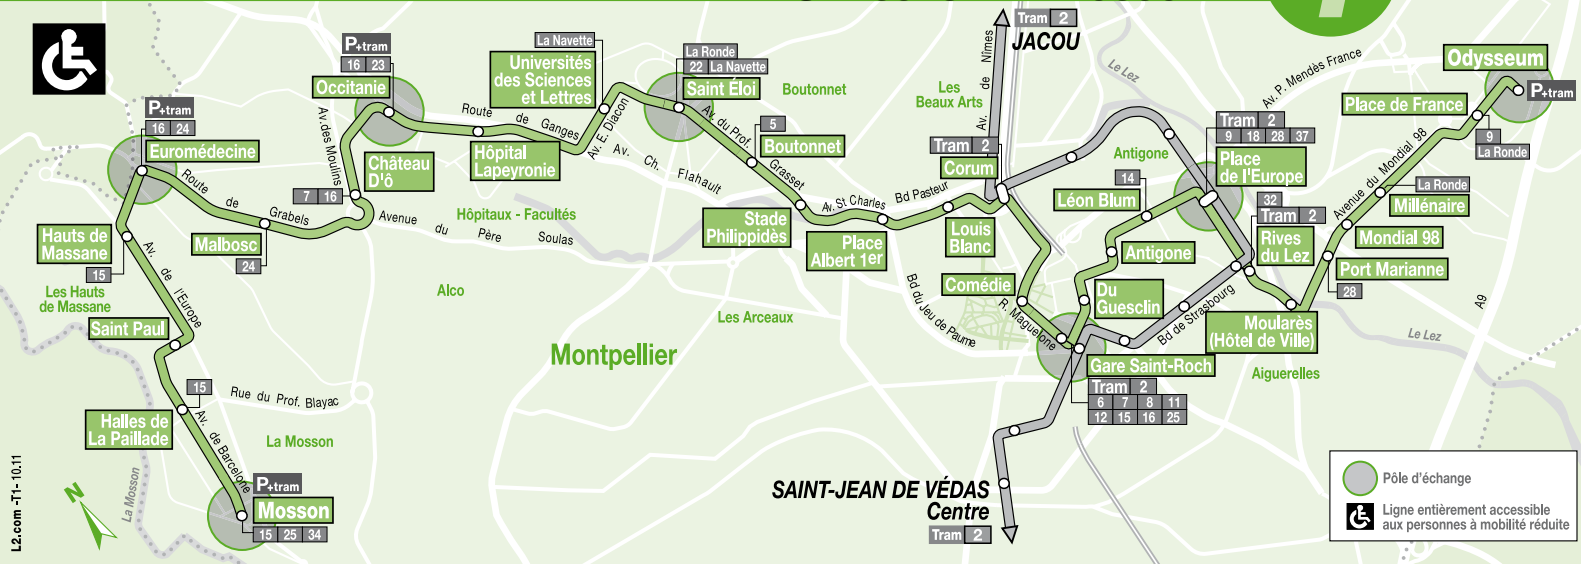 Tram 2
JACOU
P+tram
16 23
Occitanie
La Navette
Universités
des Sciences
et Lettres
La Ronde
22 La Navette
Saint Éloi
Boutonnet
Les
Beaux Arts
Av. de Nîmes
Le Lez
Av. P. Mendès France
Odysseum
P+tram
Place de France
9
La Ronde
P+tram
16 24
Euromédecine
Av. des Moulins
Route de Ganges
Hôpital
Lapeyronie
Av. E. Diacon
Av. Ch. Flahault
Av. du Prof. Grasset
5
Boutonnet
Tram 2
Corum
Antigone
Tram 2
9 18 28 37
Place
de l'Europe
Avenue du Mondial 98
La Ronde
Millénaire
Château
D'ô
7 16
Route de Grabels
Malbosc
24
Avenue du Père Soulas
Hôpitaux - Facultés
Stade
Philippidès
Av. St. Charles
Place
Albert 1er
Bd Pasteur
Louis
Blanc
14
Léon Blum
Antigone
32
Tram 2
Rives
du Lez
Mondial 98
Port Marianne
28
Hauts de
Massane
15
Les Hauts
de Massane
Av. de l'Europe
Saint Paul
Alco
Les Arceaux
Montpellier
Comédie
Bd du Jeu de Paume
R. Maguelone
Du
Guesclin
Bd de Strasbourg
Moularès
(Hôtel de Ville)
Aiguerelles
A9
Le Lez
Gare Saint-Roch
Tram 2
6 7 8 11
12 15 16 25
15
Rue du Prof. Blayac
Halles de
La Paillade
Av. de Barcelone
La Mosson
La Mosson
P+tram
Mosson
15 25 34
N
L2.com -T1- 10.11
SAINT-JEAN DE VÉDAS
Centre
Tram 2
Pôle d'échange
Ligne entièrement accessible
aux personnes à mobilité réduite